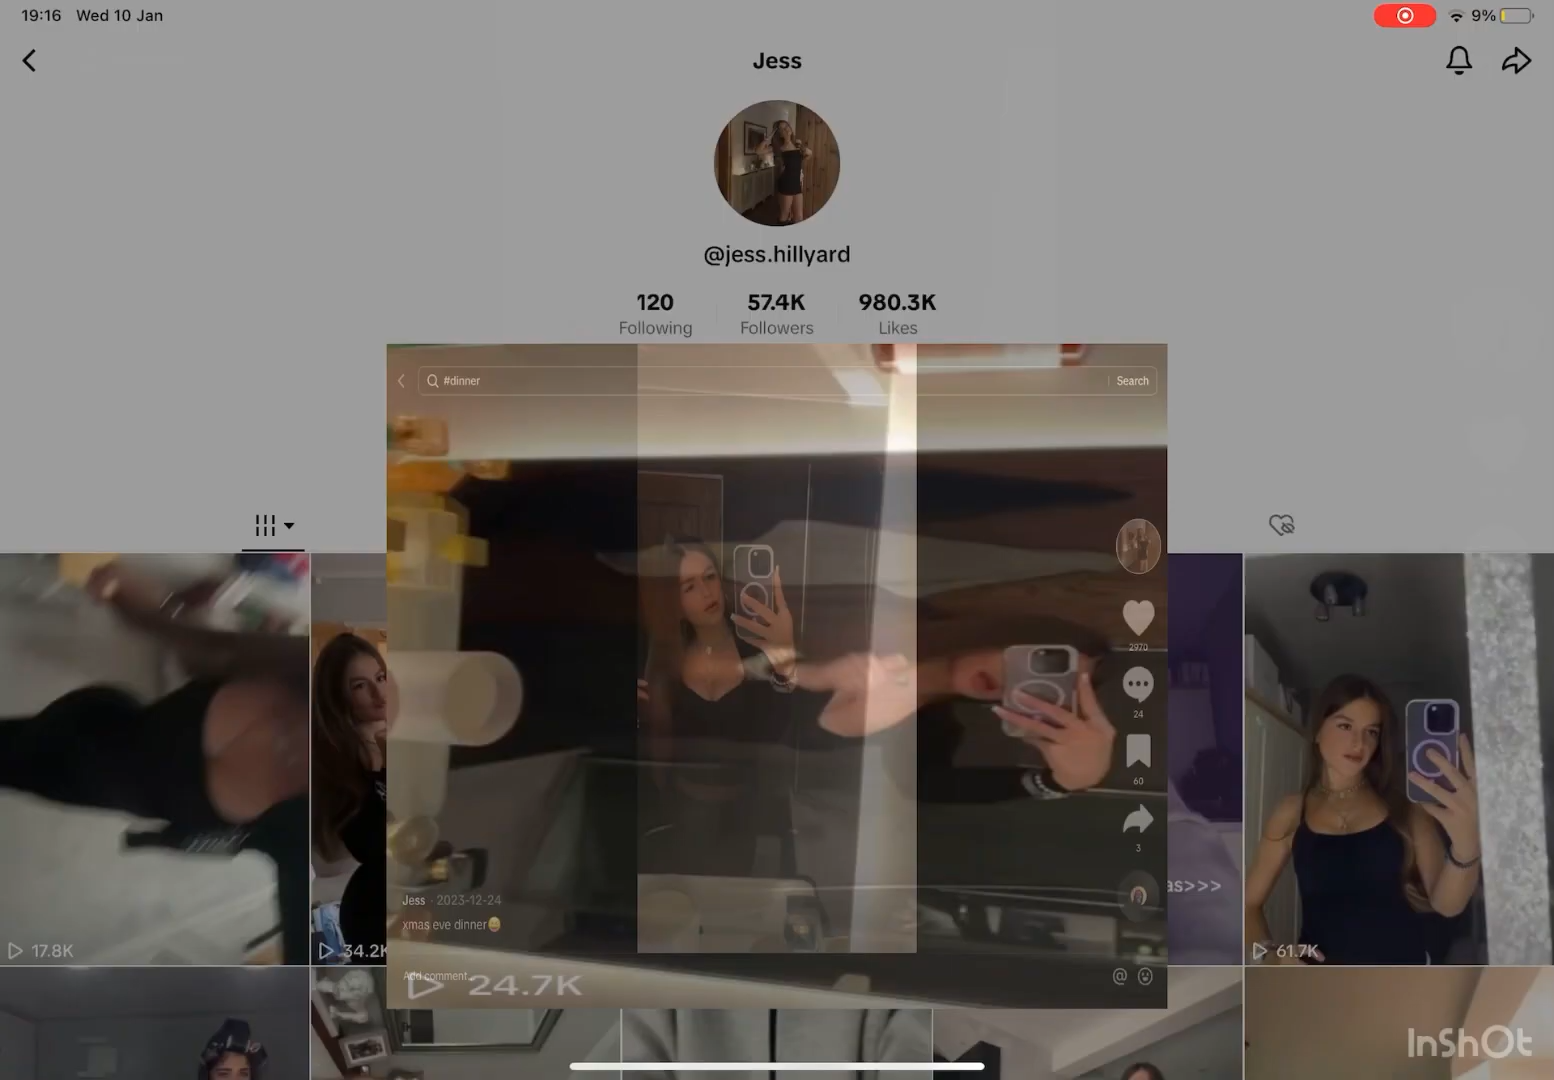 19:16 Wed 10 Jan
9%
Jess
@jess.hillyard
120 57.4K 980.3K
Following Followers Likes
#dinner Search
2970
24
60
3
as>>>
Jess · 2023-12-24
xmas eve dinner😄
Add comment...
17.8K
34.2K
24.7K
61.7K
InShOt